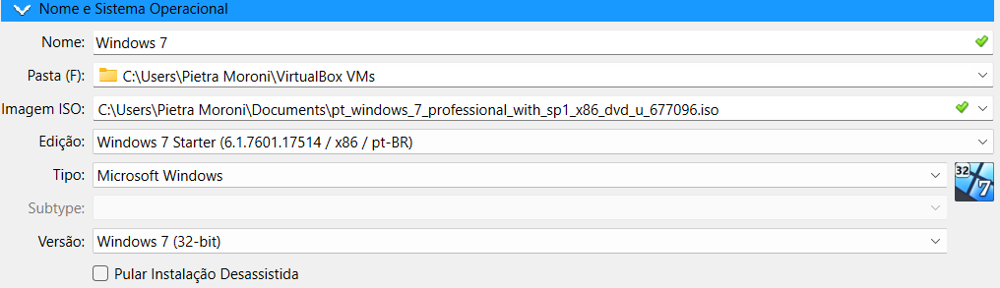 Nome e Sistema Operacional
Nome: Windows 7
Pasta (F): C:\Users\Pietra Moroni\VirtualBox VMs
Imagem ISO: C:\Users\Pietra Moroni\Documents\pt_windows_7_professional_with_sp1_x86_dvd_u_677096.iso
Edição: Windows 7 Starter (6.1.7601.17514 / x86 / pt-BR)
Tipo: Microsoft Windows
32
7
Subtype:
Versão: Windows 7 (32-bit)
Pular Instalação Desassistida